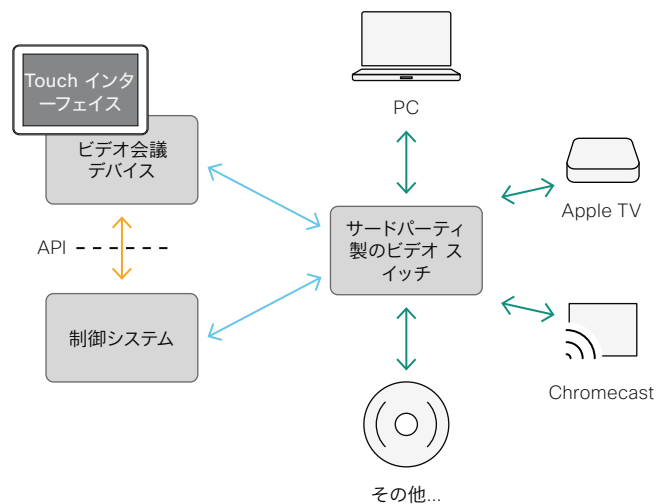 Touch インタ
ーフェイス
ビデオ会議
デバイス
API
制御システム
PC
サードパーティ
製のビデオ ス
イッチ
Apple TV
Chromecast
その他...